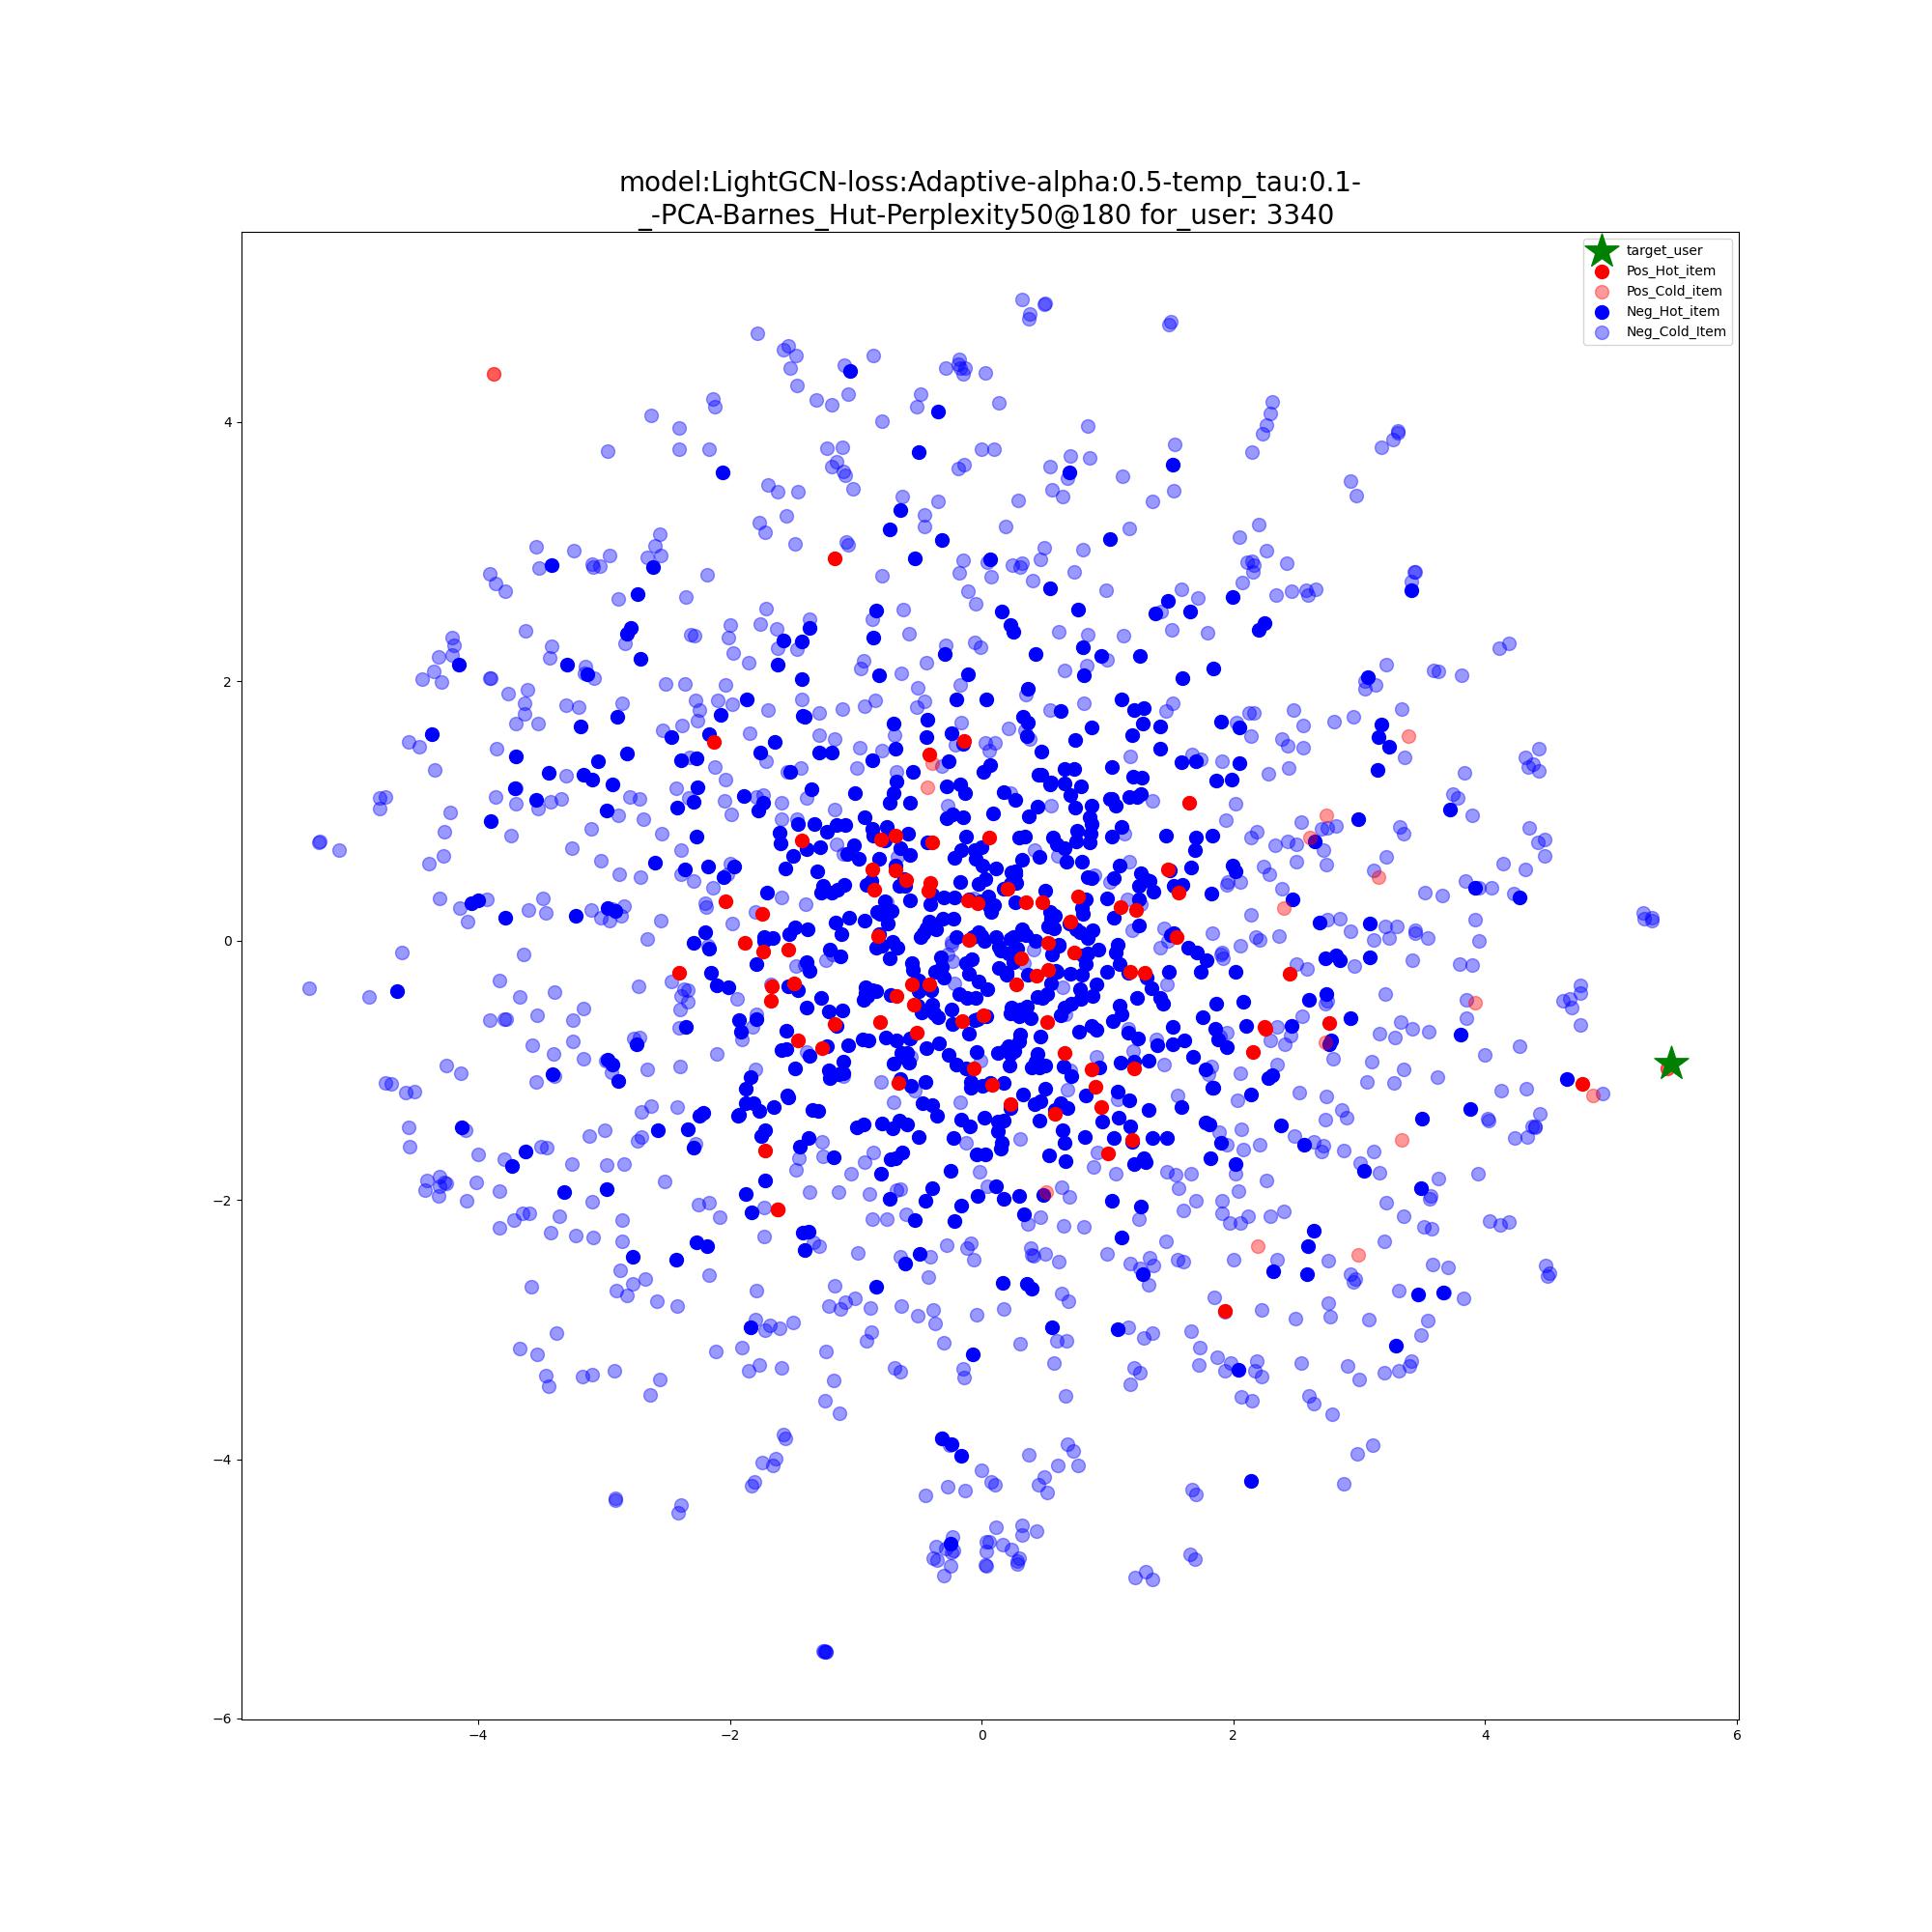 model:LightGCN-loss:Adaptive-alpha:0.5-temp_tau:0.1-
_-PCA-Barnes_Hut-Perplexity50@180 for_user: 3340
target_user
Pos_Hot_item
Pos_Cold_item
Neg_Hot_item
Neg_Cold_Item
4
2
0
−2
−4
−6
−4
−2
0
2
4
6